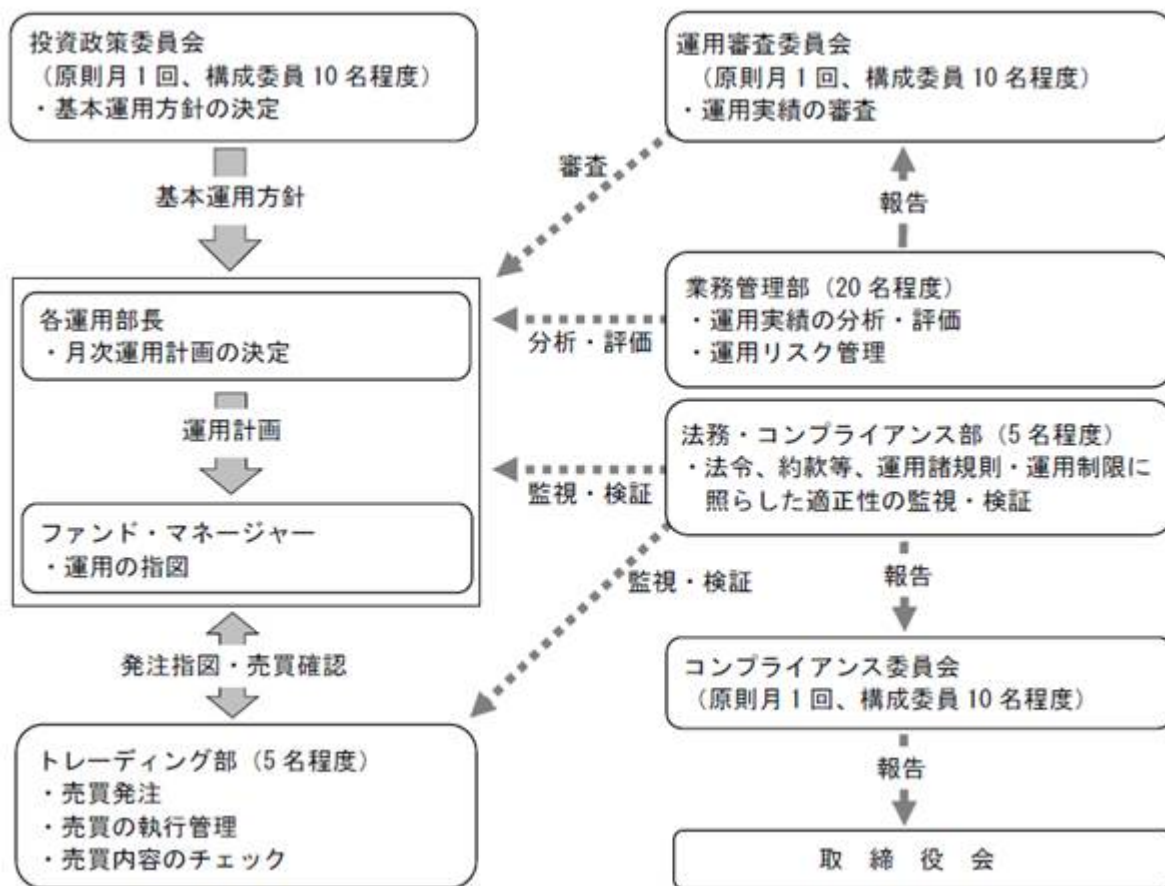 投資政策委員会
（原則月1回、構成委員10名程度）
・基本運用方針の決定
基本運用方針
各運用部長
・月次運用計画の決定
運用計画
ファンド・マネージャー
・運用の指図
発注指図・売買確認
トレーディング部（5名程度）
・売買発注
・売買の執行管理
・売買内容のチェック
運用審査委員会
（原則月1回、構成委員10名程度）
・運用実績の審査
審査
報告
業務管理部（20名程度）
・運用実績の分析・評価
・運用リスク管理
分析・評価
法務・コンプライアンス部（5名程度）
・法令、約款等、運用諸規則・運用制限に
照らした適正性の監視・検証
監視・検証
監視・検証
報告
コンプライアンス委員会
（原則月1回、構成委員10名程度）
報告
取締役会